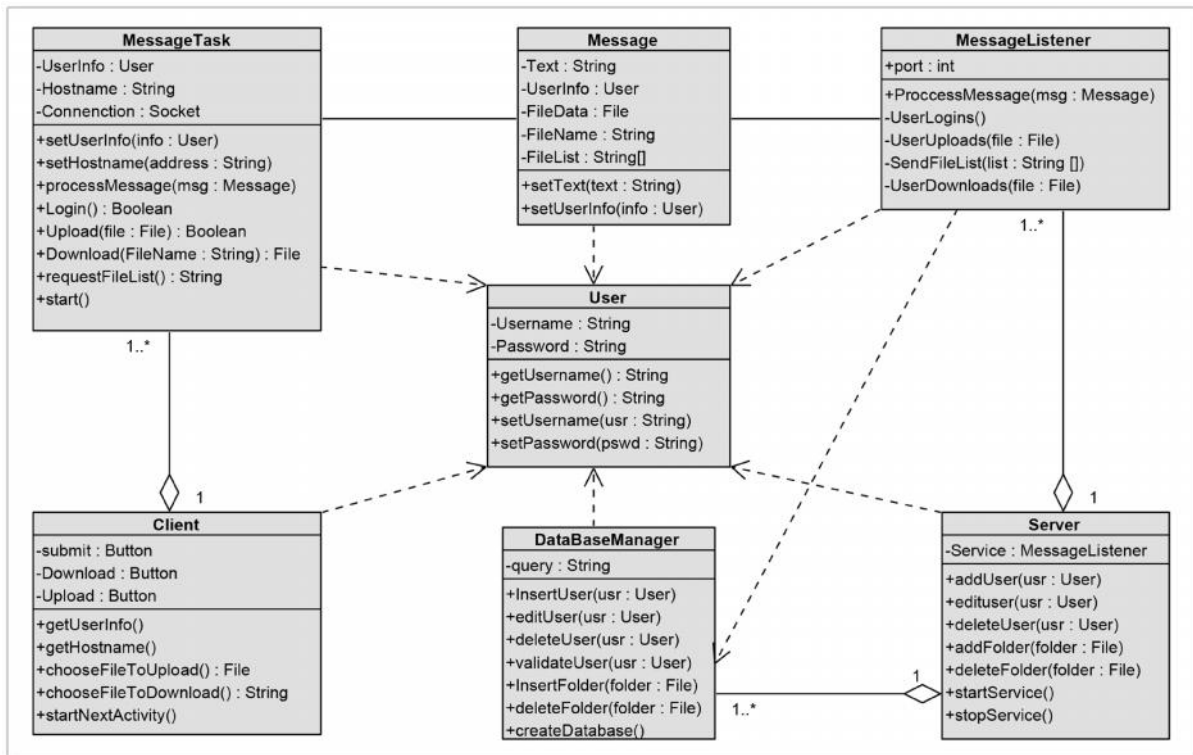 MessageTask
-UserInfo : User
-Hostname : String
-Connenction : Socket
+setUserInfo(info : User)
+setHostname(address : String)
+processMessage(msg : Message)
+Login() : Boolean
+Upload(file : File) : Boolean
+Download(FileName : String) : File
+requestFileList() : String
+start()
1..*
Message
-Text : String
-UserInfo : User
-FileData : File
-FileName : String
-FileList : String[]
+setText(text : String)
+setUserInfo(info : User)
MessageListener
+port : int
+ProccessMessage(msg : Message)
-UserLogins()
-UserUploads(file : File)
-SendFileList(list : String [])
-UserDownloads(file : File)
1..*
User
-Username : String
-Password : String
+getUsername() : String
+getPassword() : String
+setUsername(usr : String)
+setPassword(pswd : String)
1
Client
-submit : Button
-Download : Button
-Upload : Button
+getUserInfo()
+getHostname()
+chooseFileToUpload() : File
+chooseFileToDownload() : String
+startNextActivity()
DataBaseManager
-query : String
+InsertUser(usr : User)
+editUser(usr : User)
+deleteUser(usr : User)
+validateUser(usr : User)
+InsertFolder(folder : File)
+deleteFolder(folder : File)
+createDatabase()
1..*
1
1
Server
-Service : MessageListener
+addUser(usr : User)
+edituser(usr : User)
+deleteUser(usr : User)
+addFolder(folder : File)
+deleteFolder(folder : File)
+startService()
+stopService()